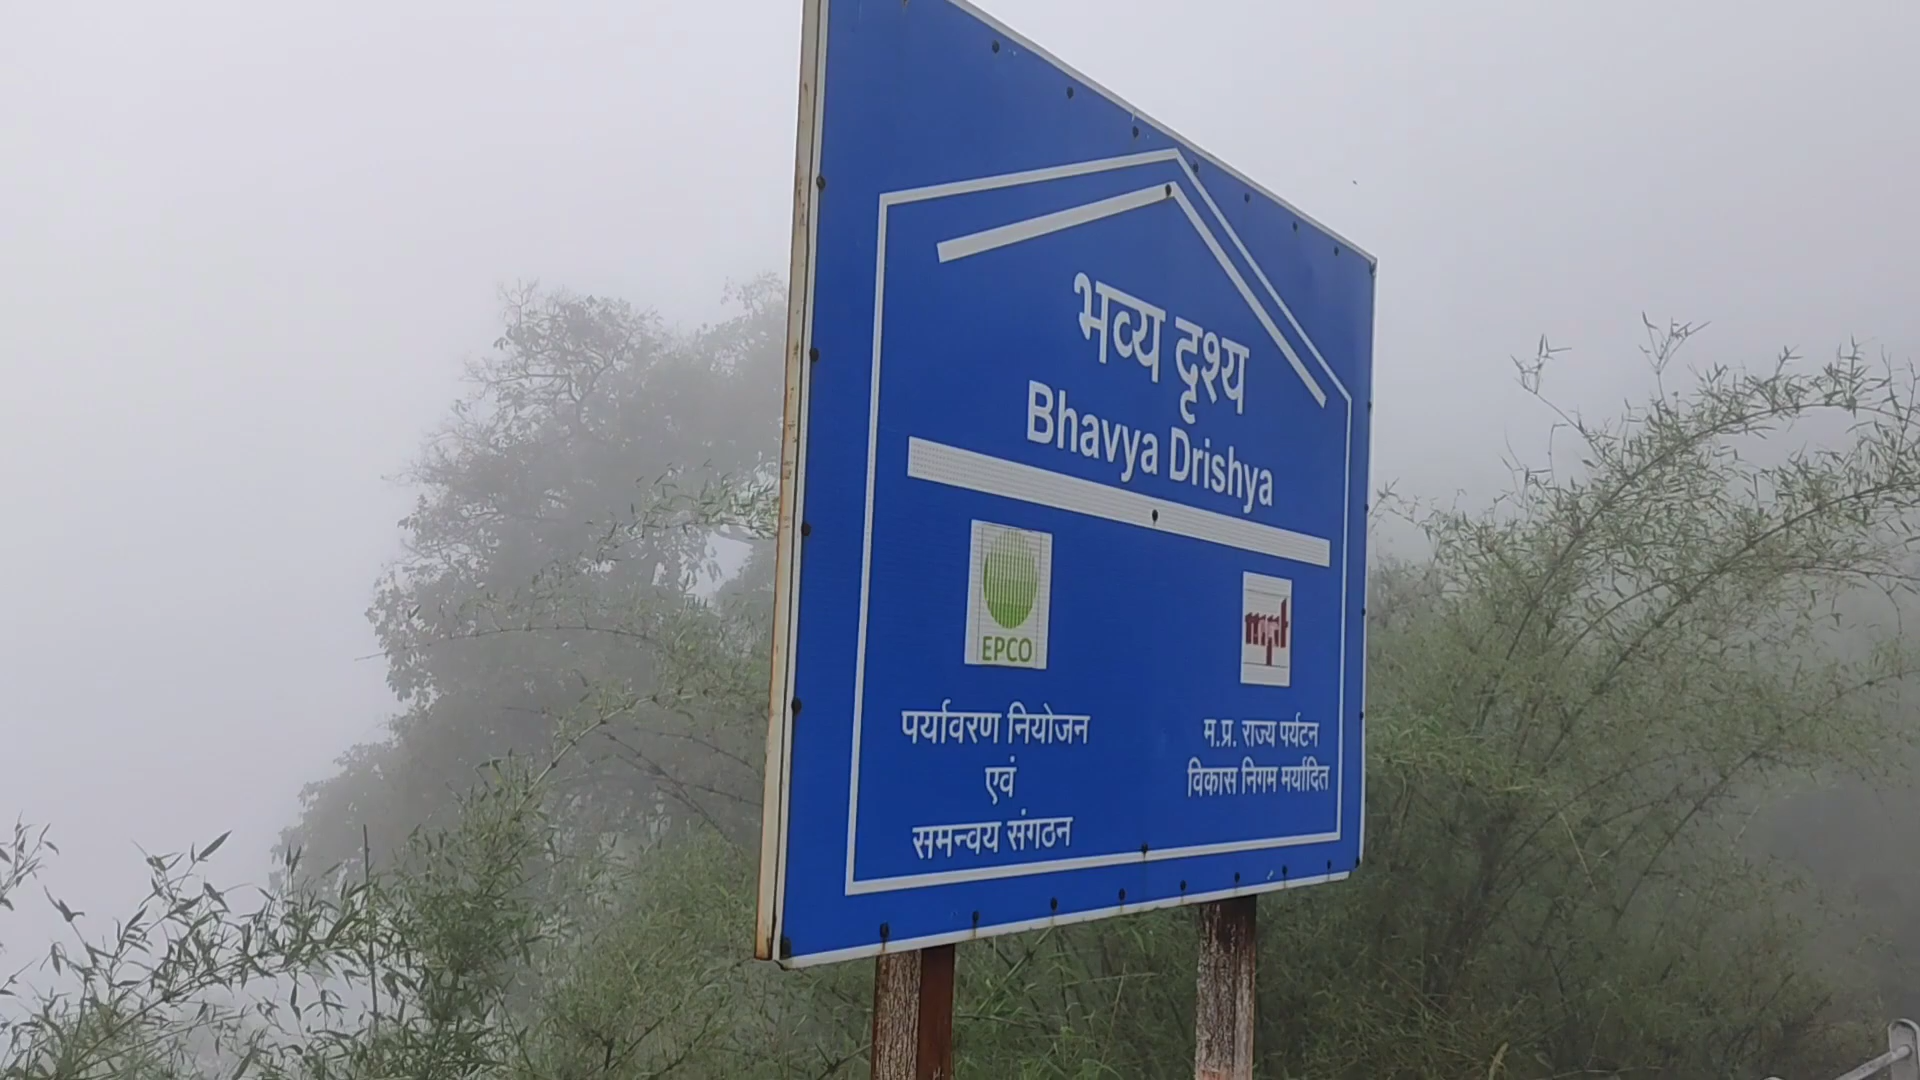 भव्य दृश्य
Bhavya Drishya
EPCO
mpt
पर्यावरण नियोजन
एवं
समन्वय संगठन
म.प्र. राज्य पर्यटन
विकास निगम मर्यादित